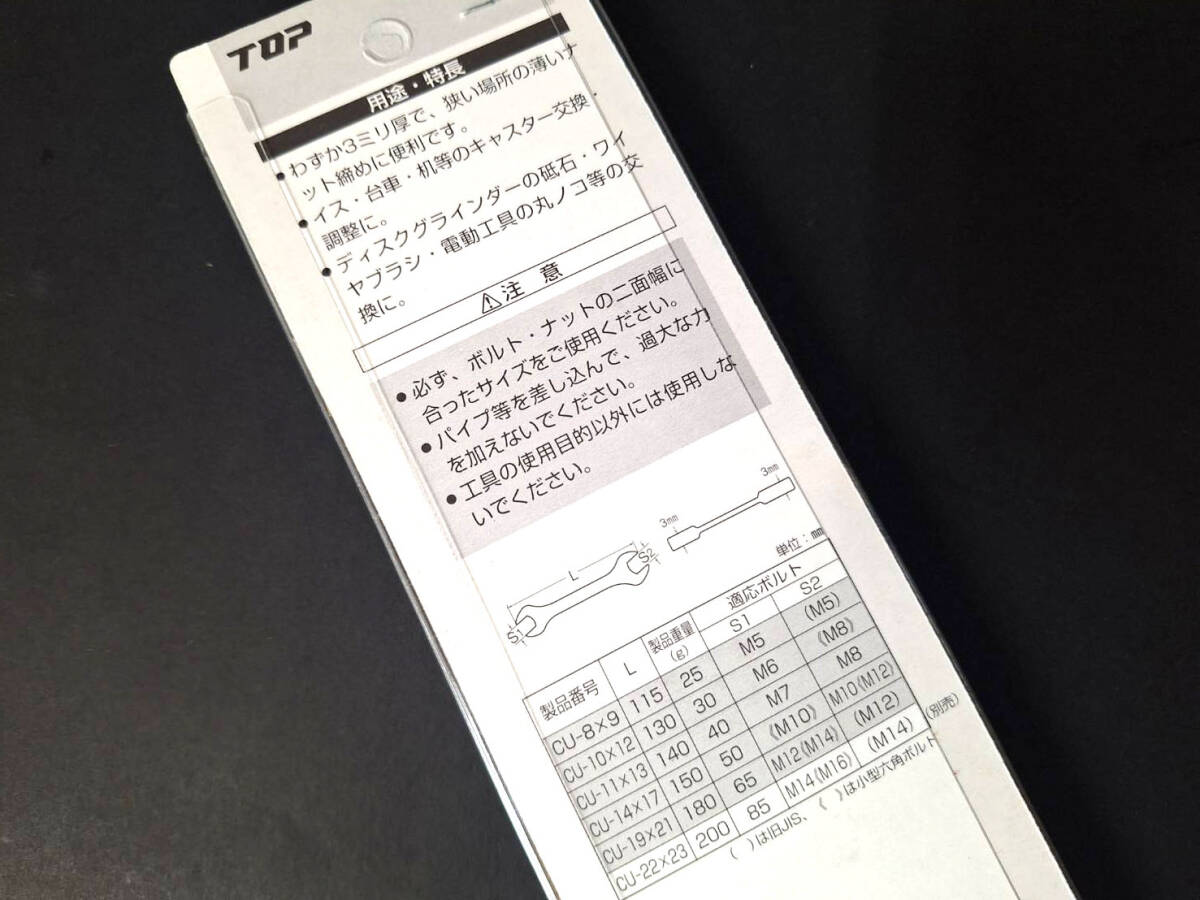 TOP
用途・特長
●わずか3ミリ厚で、狭い場所の薄いナ
ット締めに便利です。
●イス・台車・机等のキャスター交換・
調整に。
●ディスクグラインダーの砥石・ワイ
ヤブラシ・電動工具の丸ノコ等の交
換に。
⚠注 意
●必ず、ボルト・ナットの二面幅に
合ったサイズをご使用ください。
●パイプ等を差し込んで、過大な力
を加えないでください。
●工具の使用目的以外には使用しな
いでください。
3mm
3mm
L
S1
S2
単位:mm
製品番号 L 製品重量(g) 適応ボルト
S1 S2
CU-8×9 115 25 M5 (M5)
CU-10×12 130 30 M6 〈M8〉
CU-11×13 140 40 M7 M8
CU-14×17 150 50 〈M10〉 M10〈M12〉
CU-19×21 180 65 M12〈M14〉 (M12)
CU-22×23 200 85 M14〈M16〉 (M14) (別売)
( )は旧JIS、〈 〉は小型六角ボルト